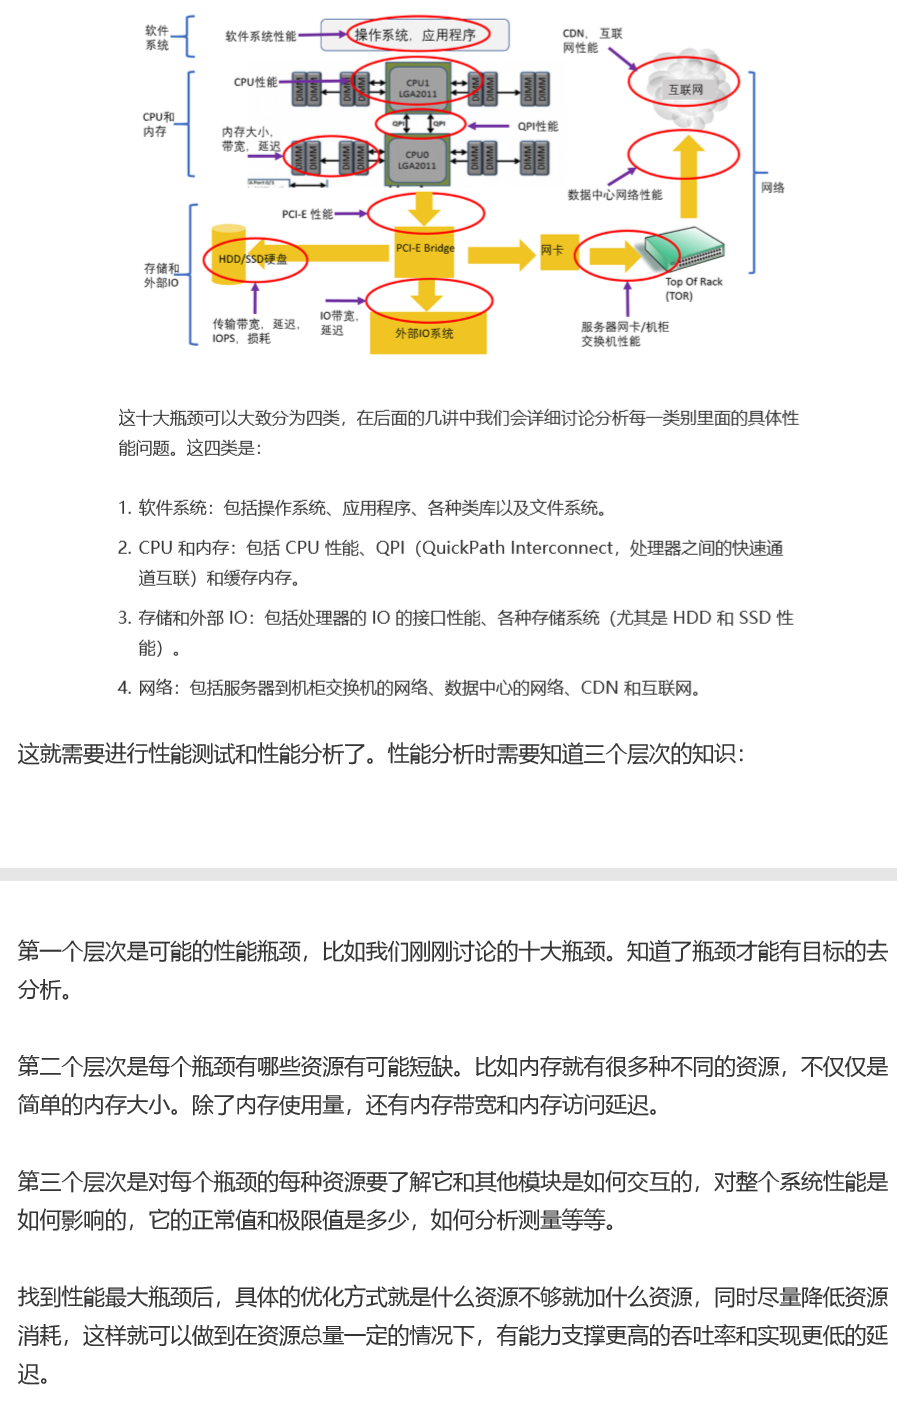 软件
系统
软件系统性能
操作系统，应用程序
CDN， 互联
网性能
互联网
CPU性能
CPU1
LGA2011
DIMM
DIMM
DIMM
DIMM
DIMM
DIMM
DIMM
DIMM
CPU和
内存
QPI
QPI
QPI性能
内存大小，
带宽，延迟
CPU0
LGA2011
DIMM
DIMM
DIMM
DIMM
DIMM
DIMM
DIMM
DIMM
数据中心网络性能
网络
PCI-E 性能
PCI-E Bridge
网卡
HDD/SSD硬盘
存储和
外部IO
Top Of Rack
(TOR)
传输带宽，延迟，
IOPS，损耗
IO带宽，
延迟
外部IO系统
服务器网卡/机柜
交换机性能
这十大瓶颈可以大致分为四类，在后面的几讲中我们会详细讨论分析每一类别里面的具体性
能问题。这四类是：
1. 软件系统：包括操作系统、应用程序、各种类库以及文件系统。
2. CPU 和内存：包括 CPU 性能、QPI（QuickPath Interconnect，处理器之间的快速通
道互联）和缓存内存。
3. 存储和外部 IO：包括处理器的 IO 的接口性能、各种存储系统（尤其是 HDD 和 SSD 性
能）。
4. 网络：包括服务器到机柜交换机的网络、数据中心的网络、CDN 和互联网。
这就需要进行性能测试和性能分析了。性能分析时需要知道三个层次的知识：
第一个层次是可能的性能瓶颈，比如我们刚刚讨论的十大瓶颈。知道了瓶颈才能有目标的去
分析。
第二个层次是每个瓶颈有哪些资源有可能短缺。比如内存就有很多种不同的资源，不仅仅是
简单的内存大小。除了内存使用量，还有内存带宽和内存访问延迟。
第三个层次是对每个瓶颈的每种资源要了解它和其他模块是如何交互的，对整个系统性能是
如何影响的，它的正常值和极限值是多少，如何分析测量等等。
找到性能最大瓶颈后，具体的优化方式就是什么资源不够就加什么资源，同时尽量降低资源
消耗，这样就可以做到在资源总量一定的情况下，有能力支撑更高的吞吐率和实现更低的延
迟。